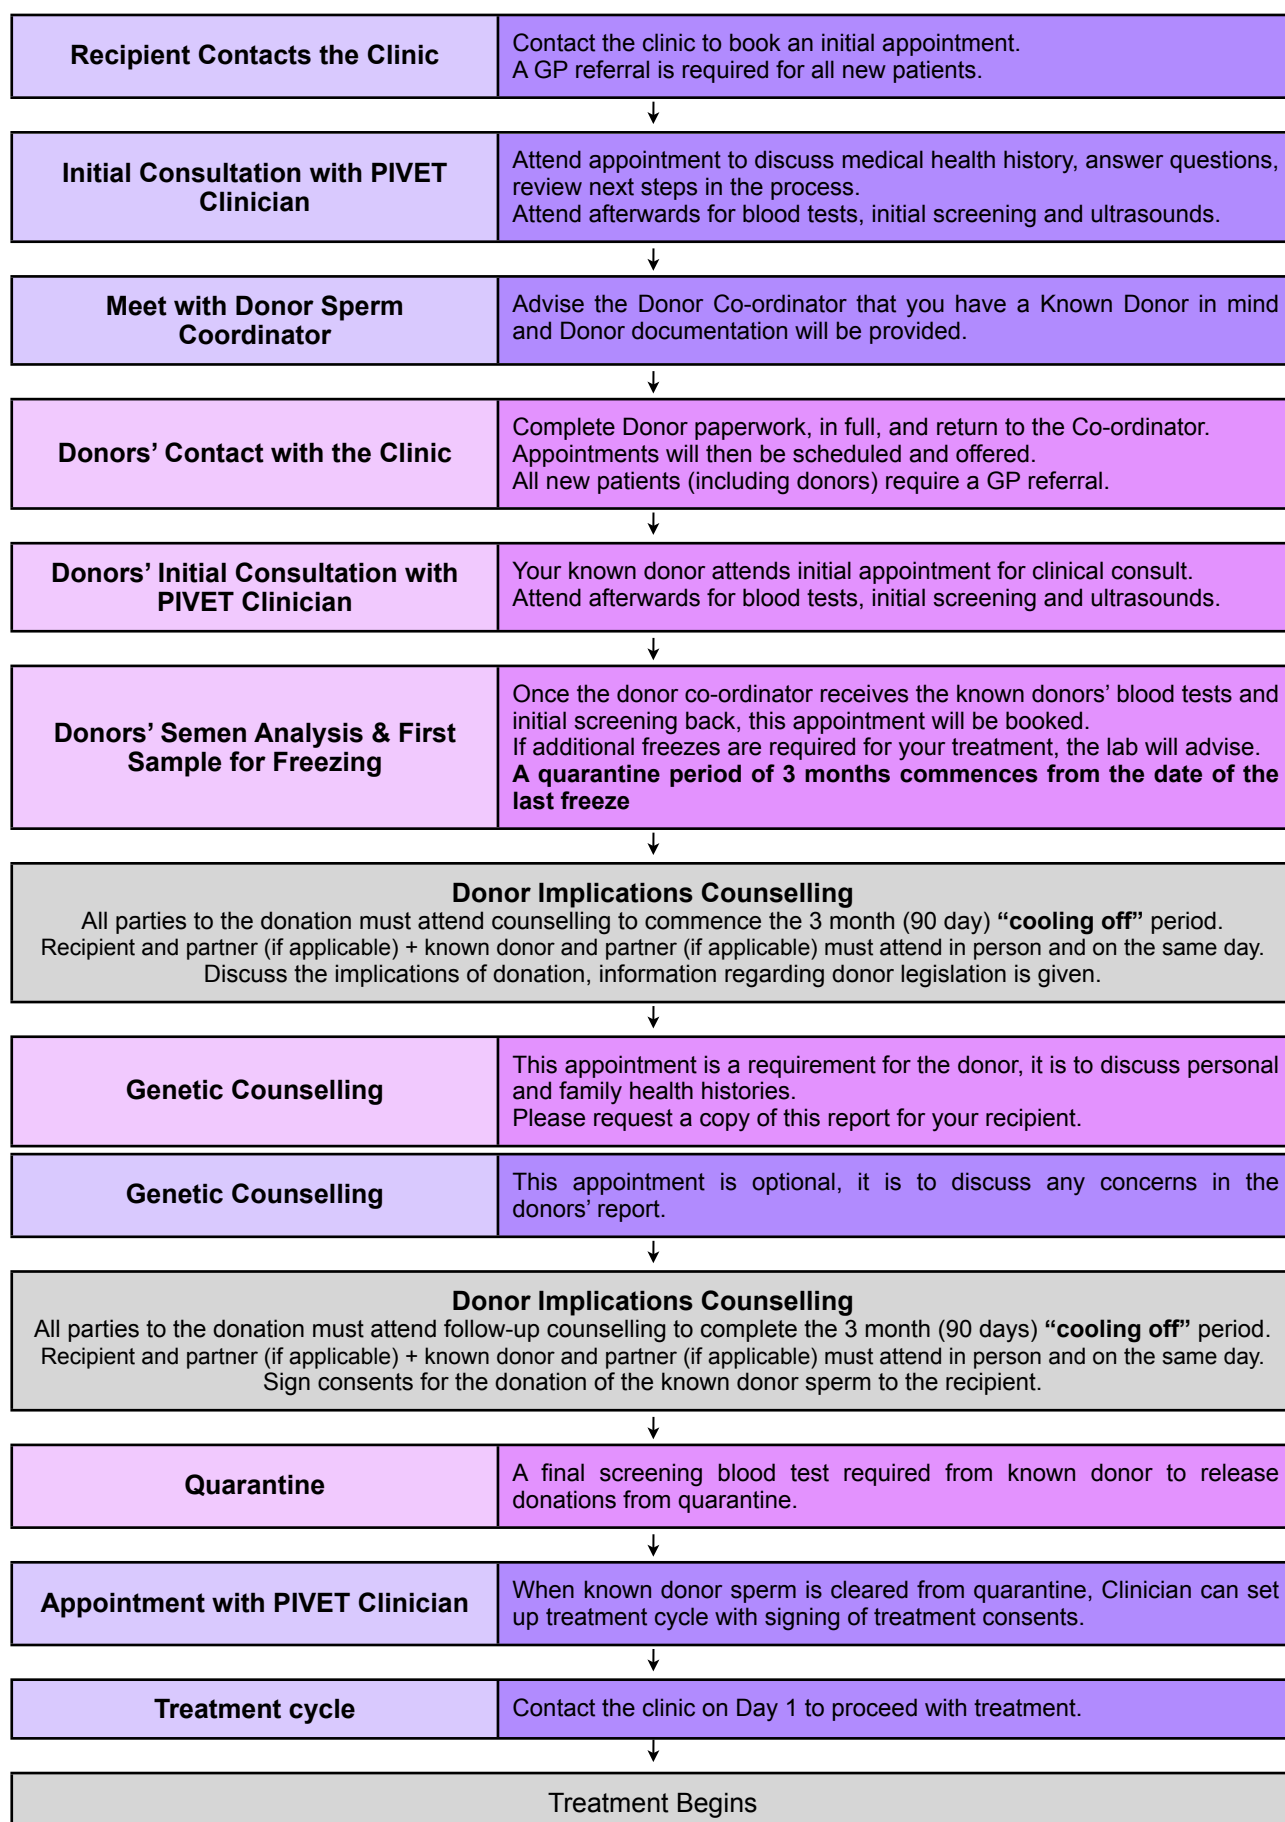 Recipient Contacts the Clinic
Contact the clinic to book an initial appointment.
A GP referral is required for all new patients.
Initial Consultation with PIVET
Clinician
Attend appointment to discuss medical health history, answer questions,
review next steps in the process.
Attend afterwards for blood tests, initial screening and ultrasounds.
Meet with Donor Sperm
Coordinator
Advise the Donor Co-ordinator that you have a Known Donor in mind
and Donor documentation will be provided.
Donors’ Contact with the Clinic
Complete Donor paperwork, in full, and return to the Co-ordinator.
Appointments will then be scheduled and offered.
All new patients (including donors) require a GP referral.
Donors’ Initial Consultation with
PIVET Clinician
Your known donor attends initial appointment for clinical consult.
Attend afterwards for blood tests, initial screening and ultrasounds.
Donors’ Semen Analysis & First
Sample for Freezing
Once the donor co-ordinator receives the known donors’ blood tests and
initial screening back, this appointment will be booked.
If additional freezes are required for your treatment, the lab will advise.
A quarantine period of 3 months commences from the date of the
last freeze
Donor Implications Counselling
All parties to the donation must attend counselling to commence the 3 month (90 day) “cooling off” period.
Recipient and partner (if applicable) + known donor and partner (if applicable) must attend in person and on the same day.
Discuss the implications of donation, information regarding donor legislation is given.
Genetic Counselling
This appointment is a requirement for the donor, it is to discuss personal
and family health histories.
Please request a copy of this report for your recipient.
Genetic Counselling
This appointment is optional, it is to discuss any concerns in the
donors’ report.
Donor Implications Counselling
All parties to the donation must attend follow-up counselling to complete the 3 month (90 days) “cooling off” period.
Recipient and partner (if applicable) + known donor and partner (if applicable) must attend in person and on the same day.
Sign consents for the donation of the known donor sperm to the recipient.
Quarantine
A final screening blood test required from known donor to release
donations from quarantine.
Appointment with PIVET Clinician
When known donor sperm is cleared from quarantine, Clinician can set
up treatment cycle with signing of treatment consents.
Treatment cycle
Contact the clinic on Day 1 to proceed with treatment.
Treatment Begins